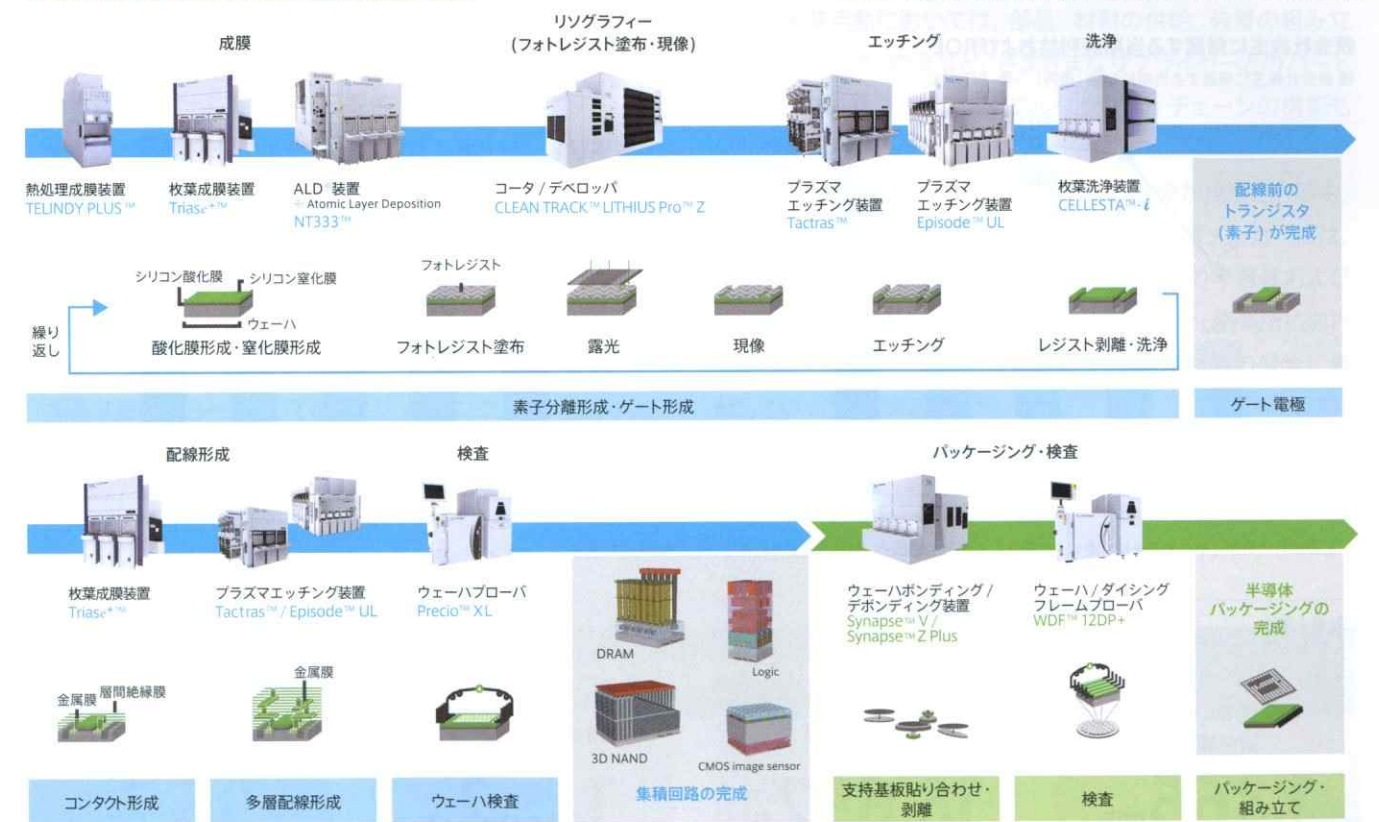 成膜
リソグラフィー
(フォトレジスト塗布・現像)
エッチング
洗浄
熱処理成膜装置
TELINDY PLUS™
枚葉成膜装置
Triase⁺™
ALD※装置
※Atomic Layer Deposition
NT333™
コータ / デベロッパ
CLEAN TRACK™ LITHIUS Pro™ Z
プラズマ
エッチング装置
Tactras™
プラズマ
エッチング装置
Episode™ UL
枚葉洗浄装置
CELLESTA™-i
配線前の
トランジスタ
(素子) が完成
シリコン酸化膜
シリコン窒化膜
ウェーハ
フォトレジスト
繰り
返し
酸化膜形成・窒化膜形成
フォトレジスト塗布
露光
現像
エッチング
レジスト剥離・洗浄
素子分離形成・ゲート形成
ゲート電極
配線形成
検査
パッケージング・検査
枚葉成膜装置
Triase⁺™
プラズマエッチング装置
Tactras™ / Episode™ UL
ウェーハプローバ
Precio™ XL
DRAM
Logic
3D NAND
CMOS image sensor
集積回路の完成
ウェーハボンディング /
デボンディング装置
Synapse™ V /
Synapse™ Z Plus
ウェーハ / ダイシング
フレームプローバ
WDF™ 12DP+
半導体
パッケージングの
完成
金属膜
層間絶縁膜
金属膜
コンタクト形成
多層配線形成
ウェーハ検査
支持基板貼り合わせ・
剥離
検査
パッケージング・
組み立て